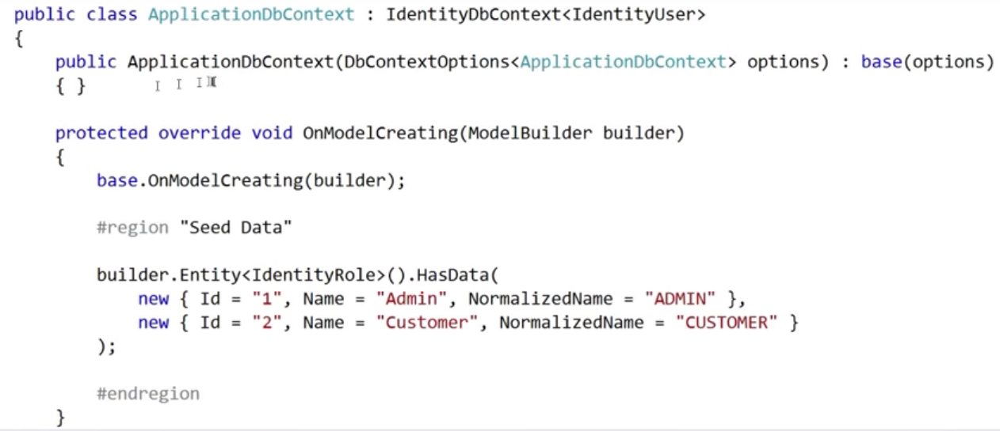 public class ApplicationDbContext : IdentityDbContext<IdentityUser>
{
    public ApplicationDbContext(DbContextOptions<ApplicationDbContext> options) : base(options)
    { }

    protected override void OnModelCreating(ModelBuilder builder)
    {
        base.OnModelCreating(builder);

        #region "Seed Data"

        builder.Entity<IdentityRole>().HasData(
            new { Id = "1", Name = "Admin", NormalizedName = "ADMIN" },
            new { Id = "2", Name = "Customer", NormalizedName = "CUSTOMER" }
        );

        #endregion
    }